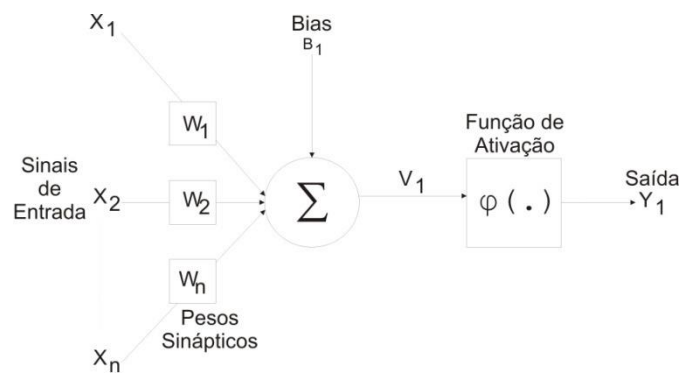 X1
Bias
B1
W1
Função de
Ativação
Sinais
de
Entrada
X2
W2
Σ
V1
φ(.)
Saída
Y1
Wn
Pesos
Sinápticos
Xn